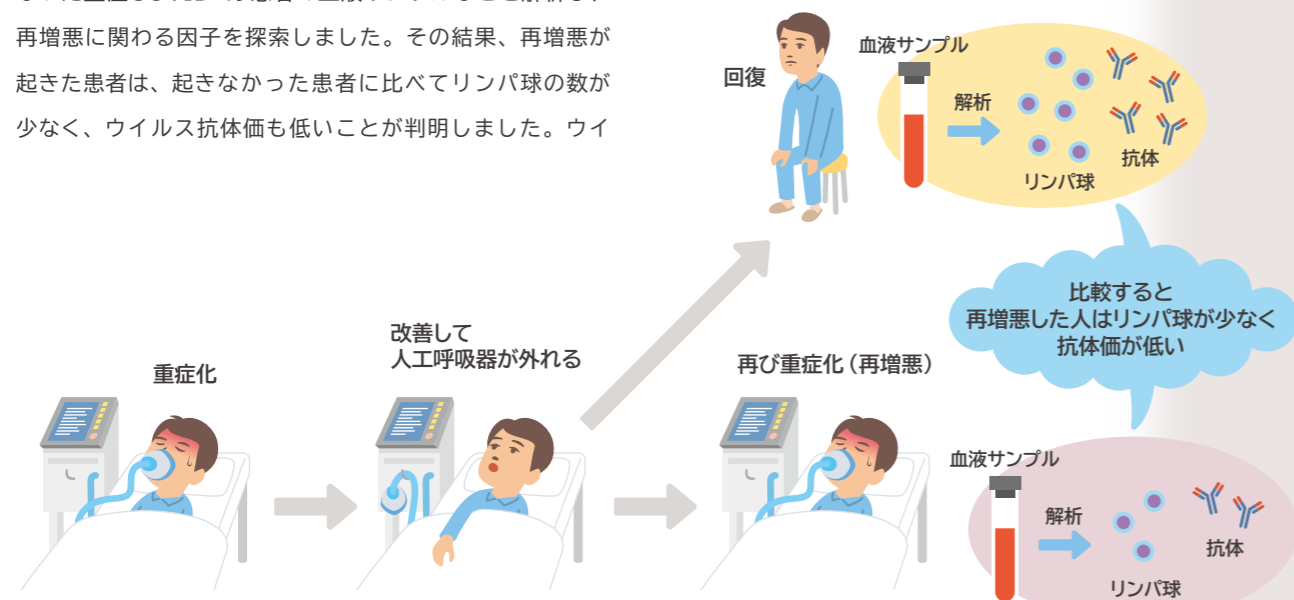 再増悪に関わる因子を探索しました。その結果、再増悪が
起きた患者は、起きなかった患者に比べてリンパ球の数が
少なく、ウイルス抗体価も低いことが判明しました。ウイ
回復
血液サンプル
解析
抗体
リンパ球
比較すると
再増悪した人はリンパ球が少なく
抗体価が低い
重症化
改善して
人工呼吸器が外れる
再び重症化（再増悪）
血液サンプル
解析
抗体
リンパ球